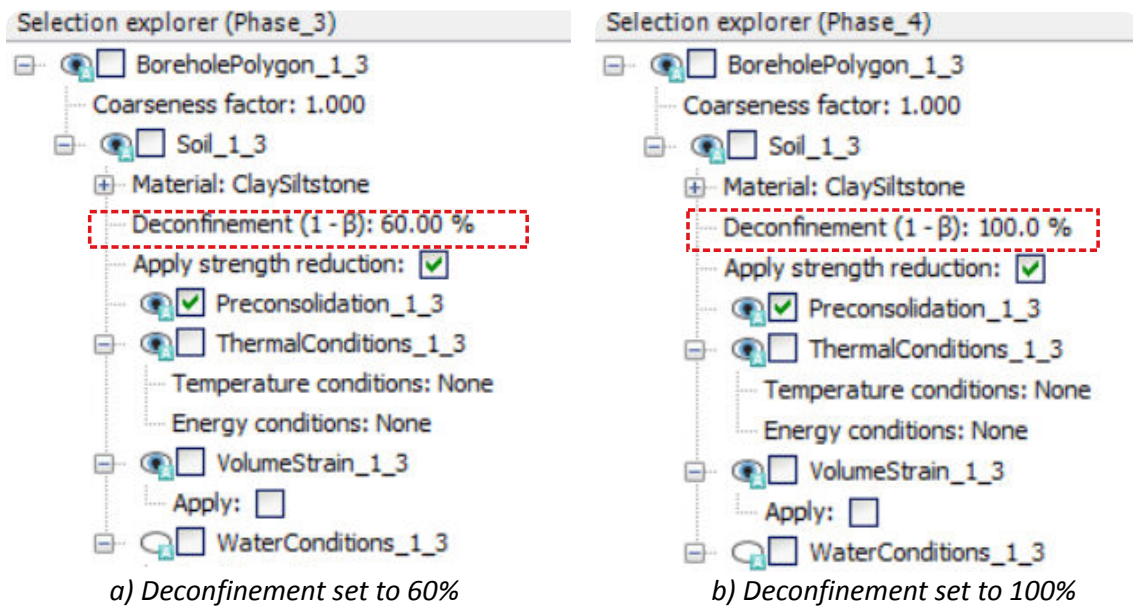 Selection explorer (Phase_3)
BoreholePolygon_1_3
Coarseness factor: 1.000
Soil_1_3
Material: ClaySiltstone
Deconfinement (1 - β): 60.00 %
Apply strength reduction:
Preconsolidation_1_3
ThermalConditions_1_3
Temperature conditions: None
Energy conditions: None
VolumeStrain_1_3
Apply:
WaterConditions_1_3
a) Deconfinement set to 60%
Selection explorer (Phase_4)
BoreholePolygon_1_3
Coarseness factor: 1.000
Soil_1_3
Material: ClaySiltstone
Deconfinement (1 - β): 100.0 %
Apply strength reduction:
Preconsolidation_1_3
ThermalConditions_1_3
Temperature conditions: None
Energy conditions: None
VolumeStrain_1_3
Apply:
WaterConditions_1_3
b) Deconfinement set to 100%